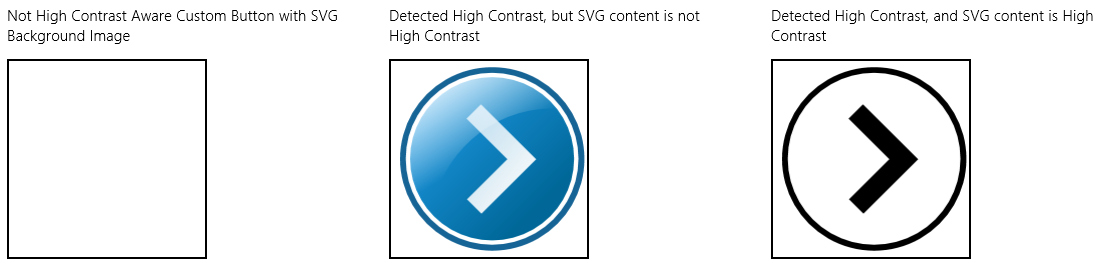 Not High Contrast Aware Custom Button with SVG
Background Image
Detected High Contrast, but SVG content is not
High Contrast
Detected High Contrast, and SVG content is High
Contrast